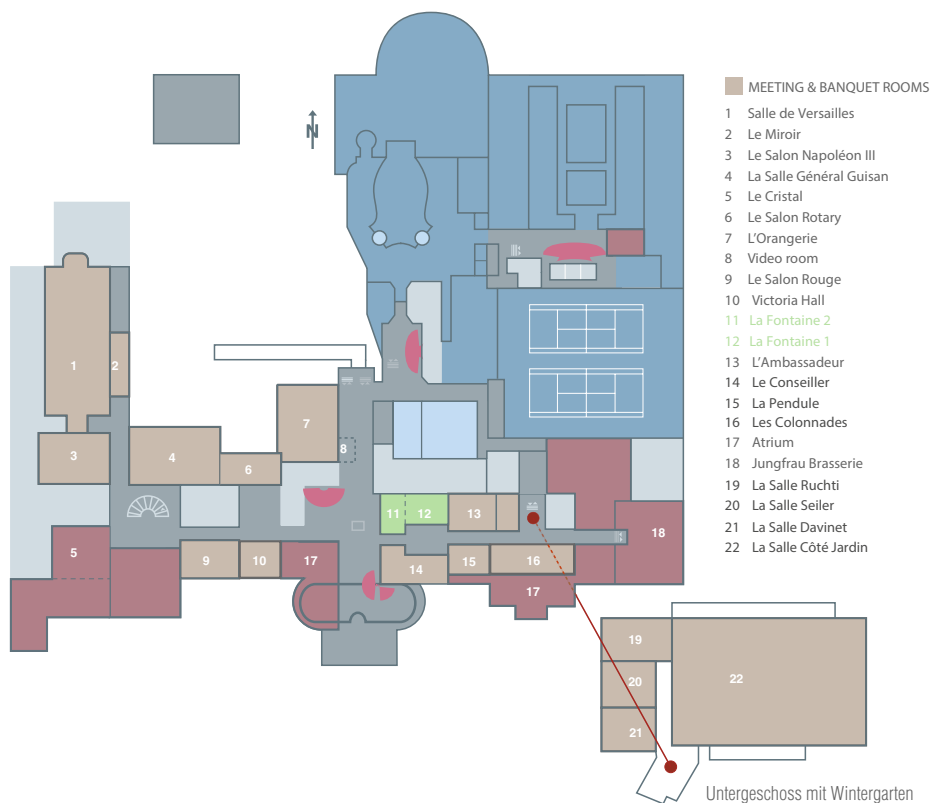 N
MEETING & BANQUET ROOMS
1 Salle de Versailles
2 Le Miroir
3 Le Salon Napoléon III
4 La Salle Général Guisan
5 Le Cristal
6 Le Salon Rotary
7 L'Orangerie
8 Video room
9 Le Salon Rouge
10 Victoria Hall
11 La Fontaine 2
12 La Fontaine 1
13 L'Ambassadeur
14 Le Conseiller
15 La Pendule
16 Les Colonnades
17 Atrium
18 Jungfrau Brasserie
19 La Salle Ruchti
20 La Salle Seiler
21 La Salle Davinet
22 La Salle Côté Jardin
1
2
3
4
6
7
8
11
12
13
5
9
10
17
14
15
16
18
17
19
20
22
21
Untergeschoss mit Wintergarten